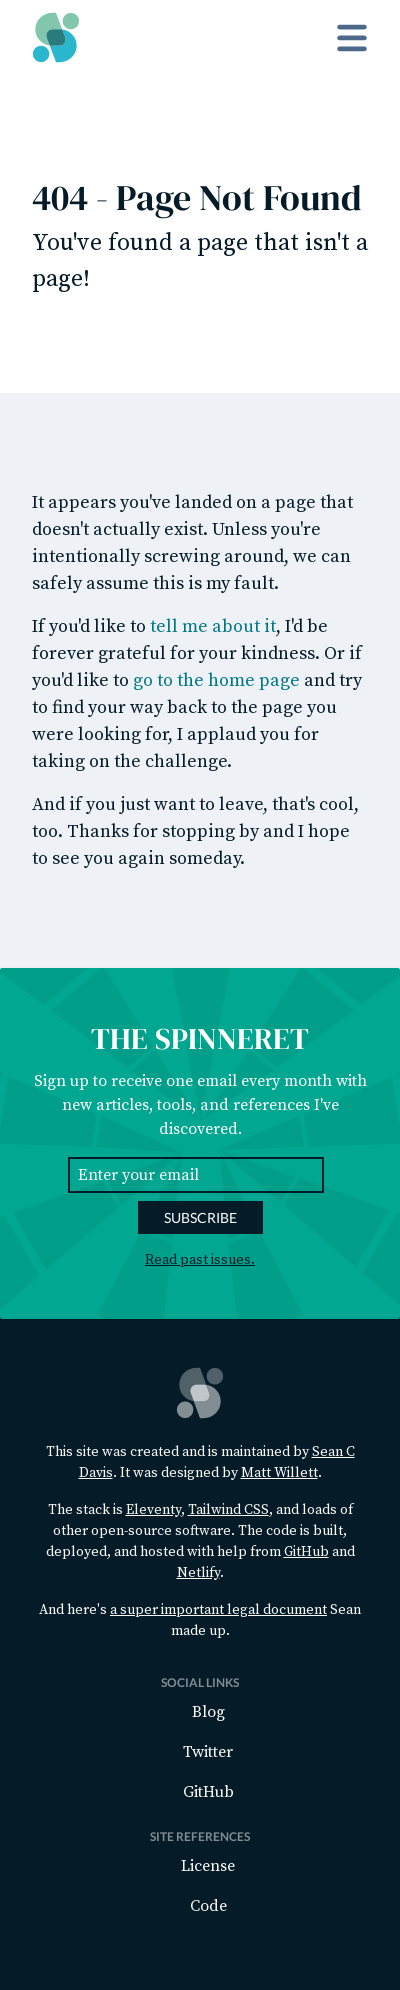 404 - Page Not Found
You've found a page that isn't a
page!
It appears you've landed on a page that
doesn't actually exist. Unless you're
intentionally screwing around, we can
safely assume this is my fault.
If you'd like to tell me about it, I'd be
forever grateful for your kindness. Or if
you'd like to go to the home page and try
to find your way back to the page you
were looking for, I applaud you for
taking on the challenge.
And if you just want to leave, that's cool,
too. Thanks for stopping by and I hope
to see you again someday.
THE SPINNERET
Sign up to receive one email every month with
new articles, tools, and references I've
discovered.
Enter your email
SUBSCRIBE
Read past issues.
This site was created and is maintained by Sean C
Davis. It was designed by Matt Willett.
The stack is Eleventy, Tailwind CSS, and loads of
other open-source software. The code is built,
deployed, and hosted with help from GitHub and
Netlify.
And here's a super important legal document Sean
made up.
SOCIAL LINKS
Blog
Twitter
GitHub
SITE REFERENCES
License
Code